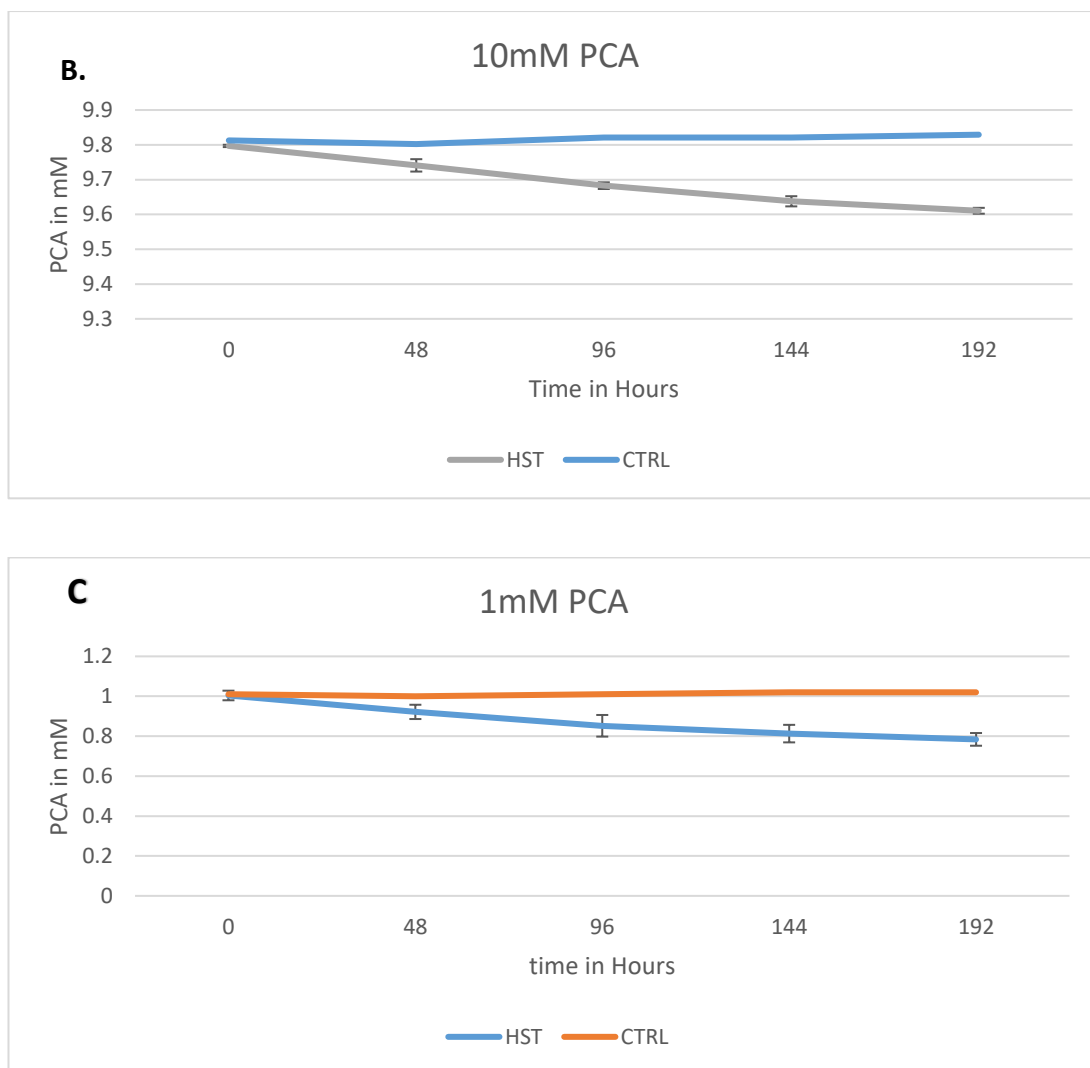 B.
10mM PCA
PCA in mM
9.9
9.8
9.7
9.6
9.5
9.4
9.3
0 48 96 144 192
Time in Hours
HST CTRL
C
1mM PCA
PCA in mM
1.2
1
0.8
0.6
0.4
0.2
0
0 48 96 144 192
time in Hours
HST CTRL